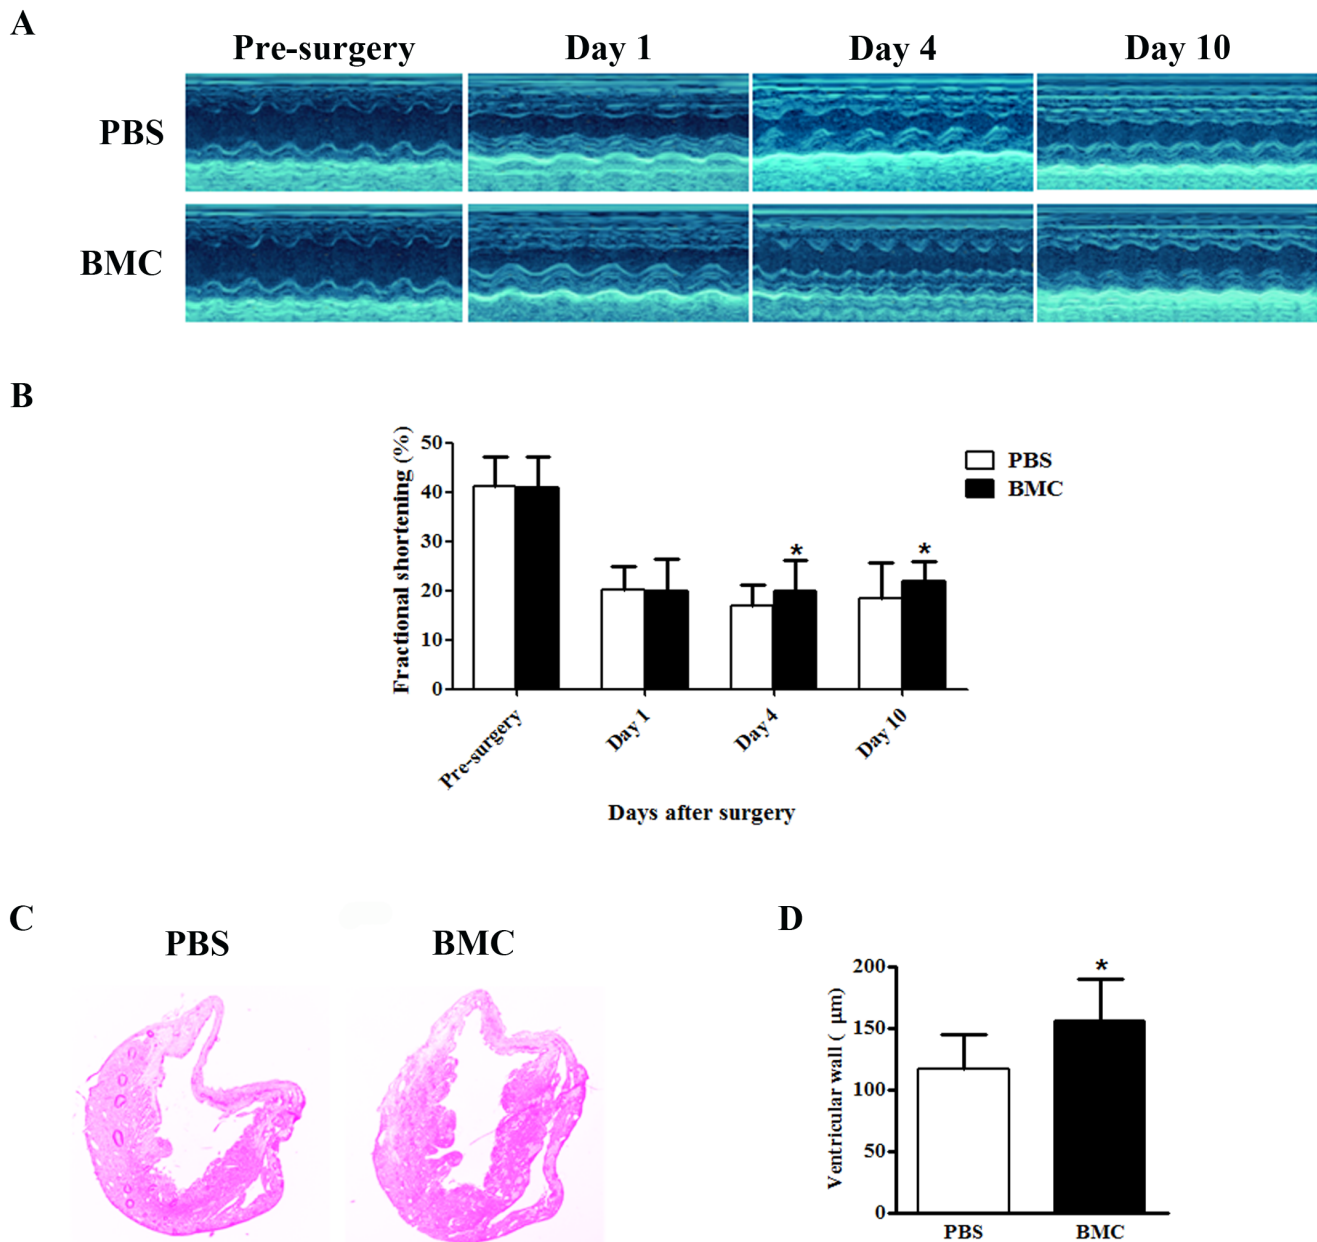 A
Pre-surgery Day 1 Day 4 Day 10
PBS
BMC
B
Fractional shortening (%)
50
40
30
20
10
0
* *
PBS
BMC
Pre-surgery Day 1 Day 4 Day 10
Days after surgery
C
PBS BMC
D
Ventricular wall ( μm)
200
150
100
50
0
*
PBS BMC